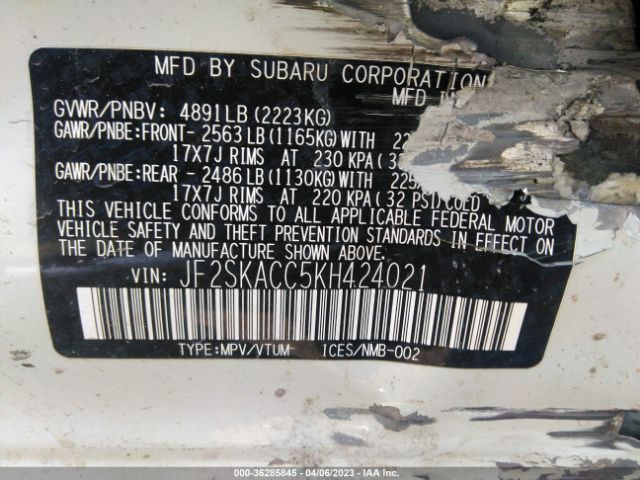 MFD BY SUBARU CORPORATION
MFD
GVWR/PNBV: 4891LB (2223KG)
GAWR/PNBE:FRONT- 2563 LB (1165KG)WITH
17X7J RIMS AT 230 KPA
GAWR/PNBE:REAR - 2486 LB (1130KG)WITH
17X7J RIMS AT 220 KPA ( 32 PSI)COLD
THIS VEHICLE CONFORMS TO ALL APPLICABLE FEDERAL MOTOR
VEHICLE SAFETY AND THEFT PREVENTION STANDARDS IN EFFECT ON
THE DATE OF MANUFACTURE SHOWN ABOVE.
VIN: JF2SKACC5KH424021
TYPE:MPV/VTUM ICES/NMB-002
000-36285845 - 04/06/2023 - IAA Inc.